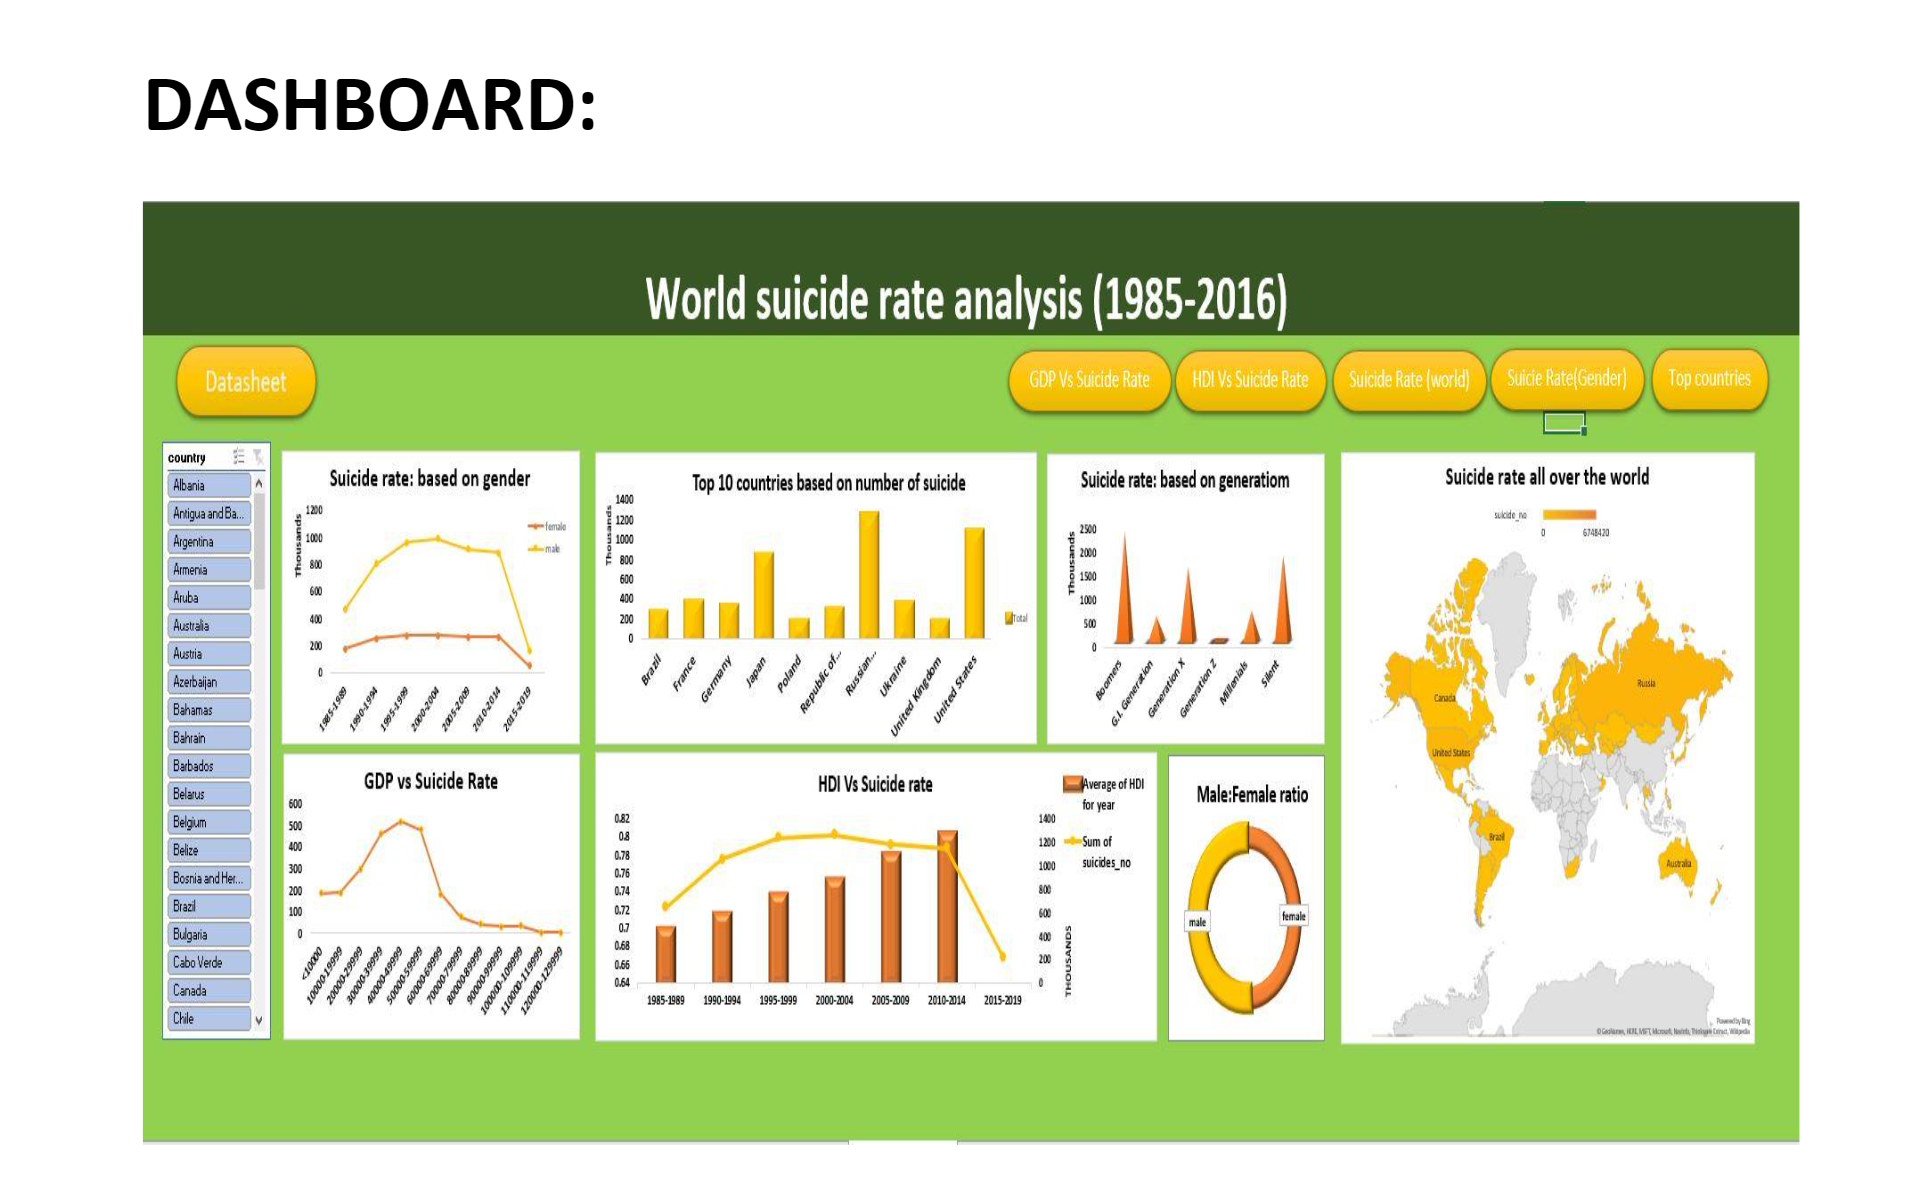 DASHBOARD:
World suicide rate analysis (1985-2016)
Datasheet
GDP Vs Suicide Rate
HDI Vs Suicide Rate
Suicide Rate (world)
Suicie Rate(Gender)
Top countries
country
Albania
Antigua and Ba...
Argentina
Armenia
Aruba
Australia
Austria
Azerbaijan
Bahamas
Bahrain
Barbados
Belarus
Belgium
Belize
Bosnia and Her...
Brazil
Bulgaria
Cabo Verde
Canada
Chile
Suicide rate: based on gender
Thousands
1200
1000
800
600
400
200
0
female
male
1985-1989
1990-1994
1995-1999
2000-2004
2005-2009
2010-2014
2015-2019
Top 10 countries based on number of suicide
Thousands
1400
1200
1000
800
600
400
200
0
Total
Brazil
France
Germany
Japan
Poland
Republic of...
Russian...
Ukraine
United Kingdom
United States
Suicide rate: based on generatiom
Thousands
2500
2000
1500
1000
500
0
Boomers
G.I. Generation
Generation X
Generation Z
Millenials
Silent
Suicide rate all over the world
suicide_no
0
6748420
Canada
United States
Brazil
Russia
Australia
Powered by Bing
GDP vs Suicide Rate
600
500
400
300
200
100
0
<10000
10000-19999
20000-29999
30000-39999
40000-49999
50000-59999
60000-69999
70000-79999
80000-89999
90000-99999
100000-109999
110000-119999
120000-129999
HDI Vs Suicide rate
Average of HDI
for year
Sum of
suicides_no
0.82
0.8
0.78
0.76
0.74
0.72
0.7
0.68
0.66
0.64
1400
1200
1000
800
600
400
200
0
THOUSANDS
1985-1989
1990-1994
1995-1999
2000-2004
2005-2009
2010-2014
2015-2019
Male:Female ratio
male
female